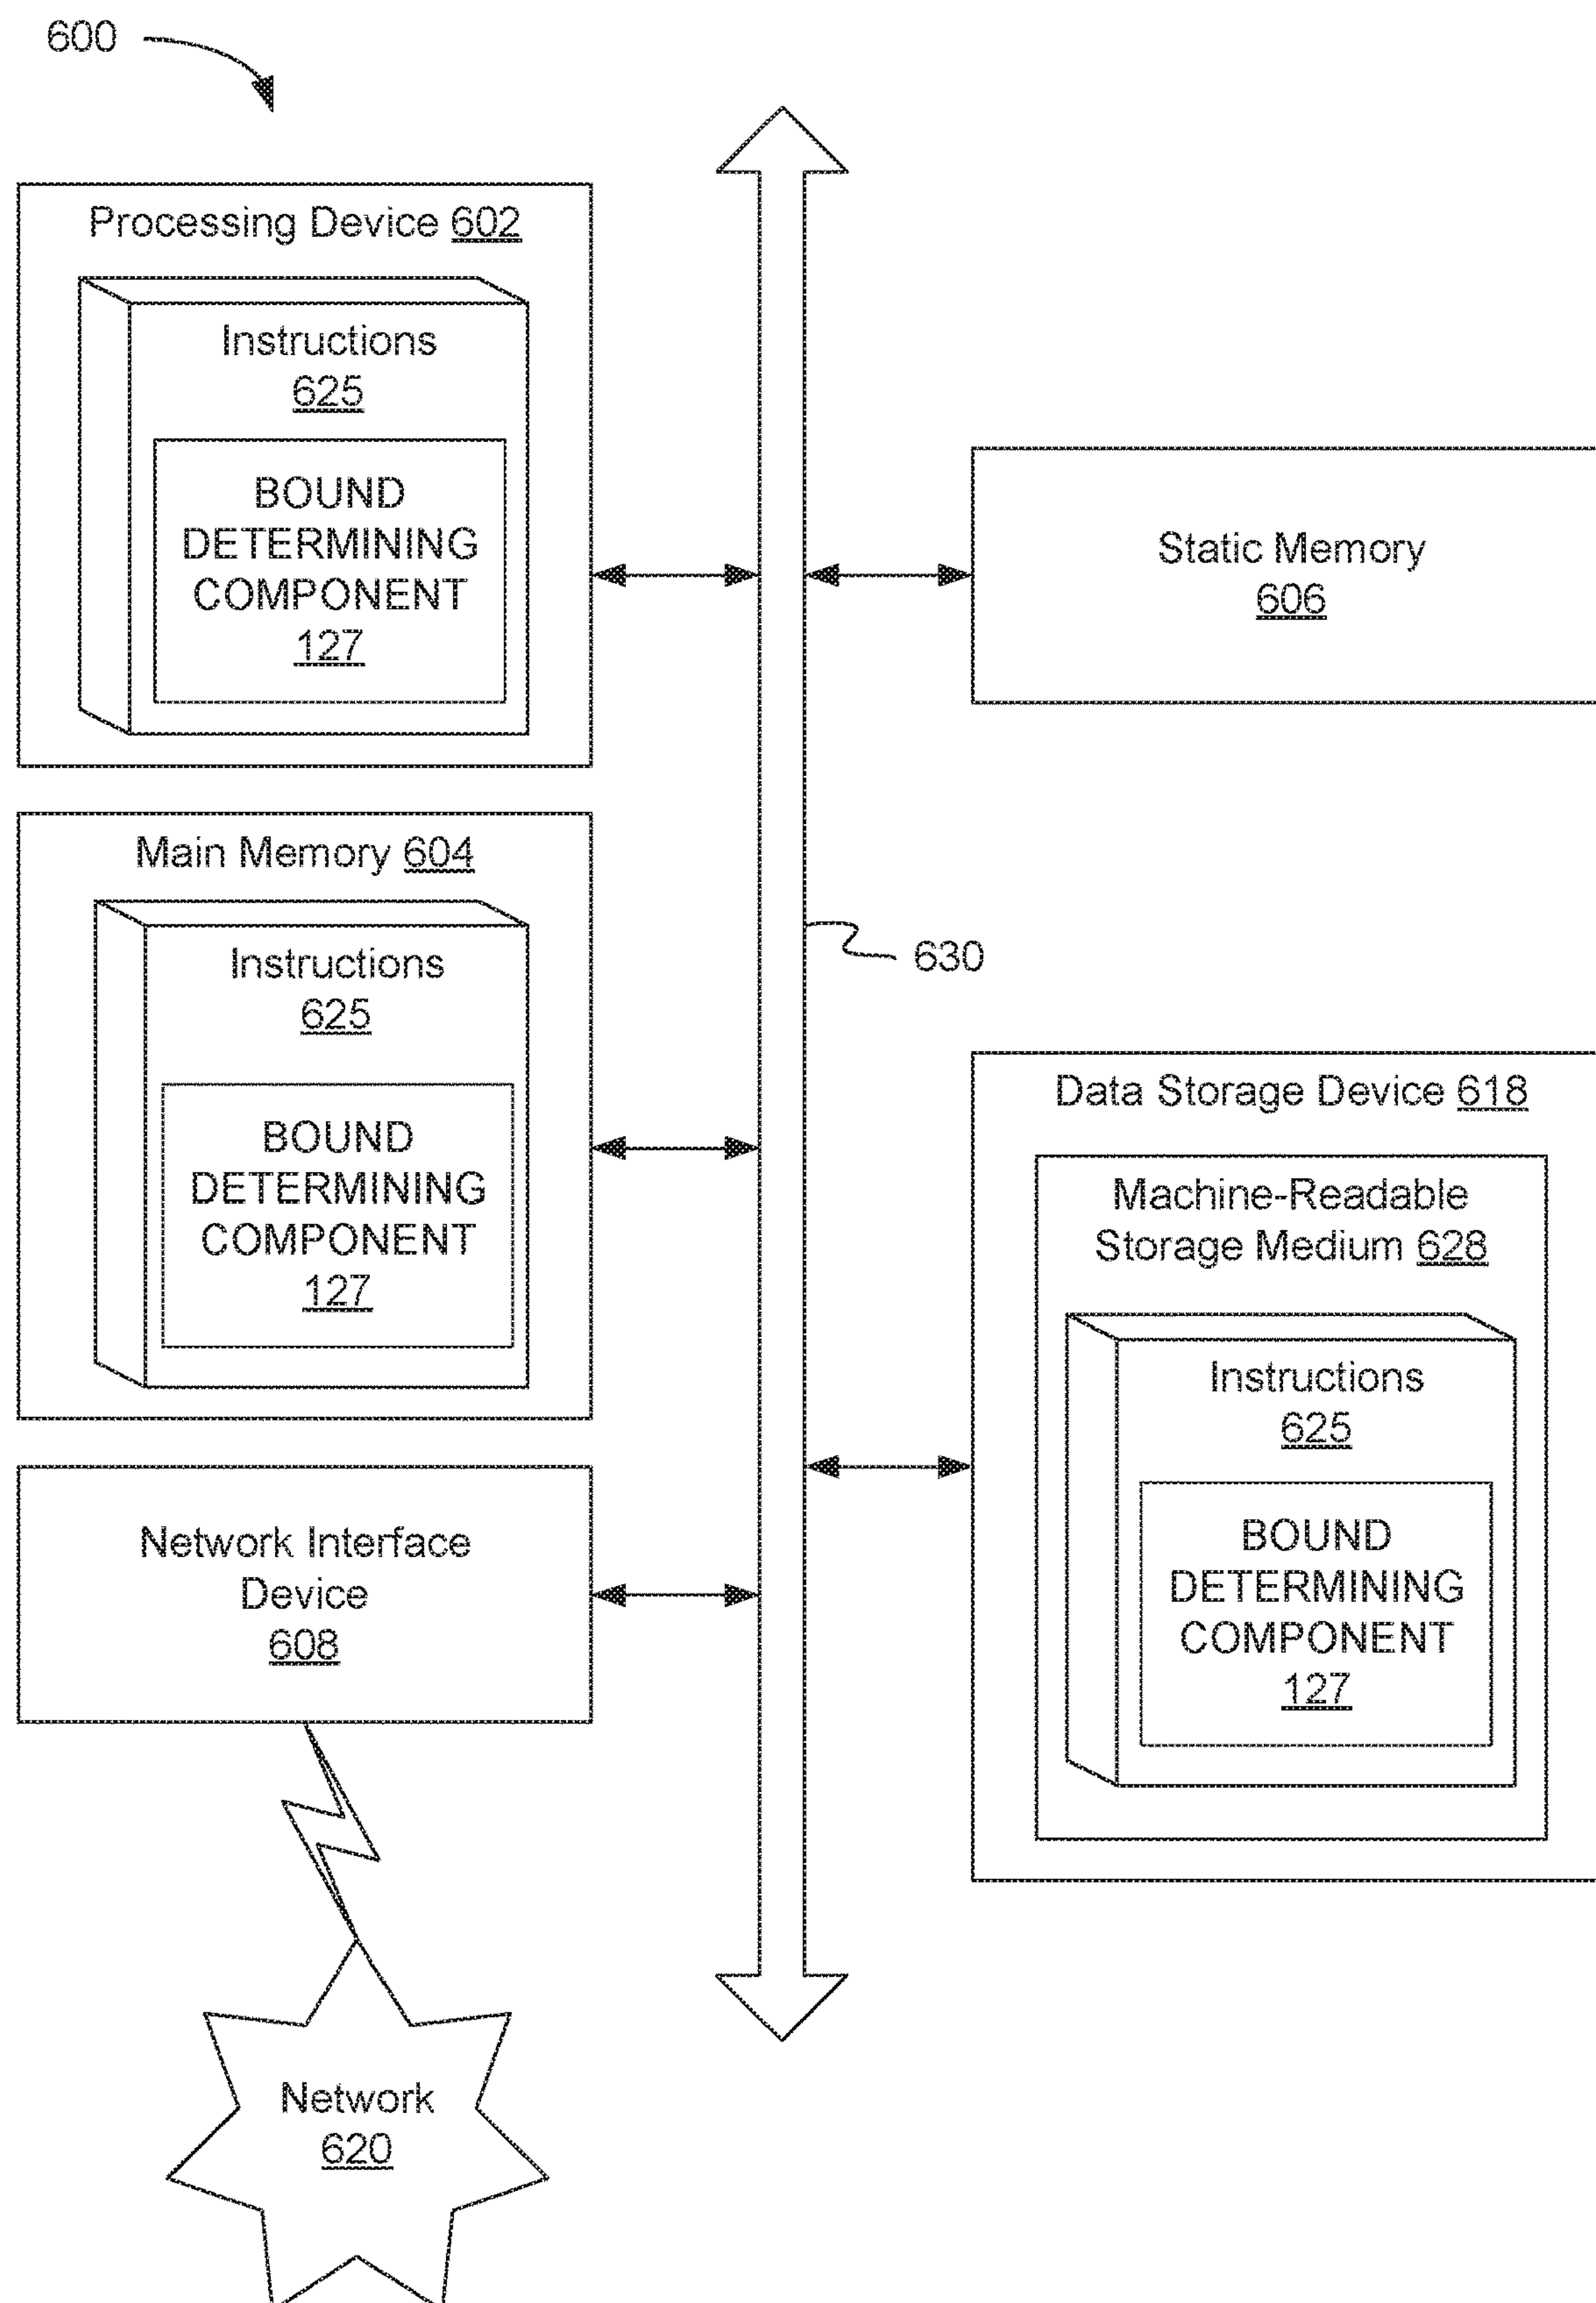 600
Processing Device 602
Instructions
625
BOUND
DETERMINING
COMPONENT
127
Static Memory
606
Main Memory 604
Instructions
625
BOUND
DETERMINING
COMPONENT
127
630
Data Storage Device 618
Machine-Readable
Storage Medium 628
Instructions
625
BOUND
DETERMINING
COMPONENT
127
Network Interface
Device
608
Network
620